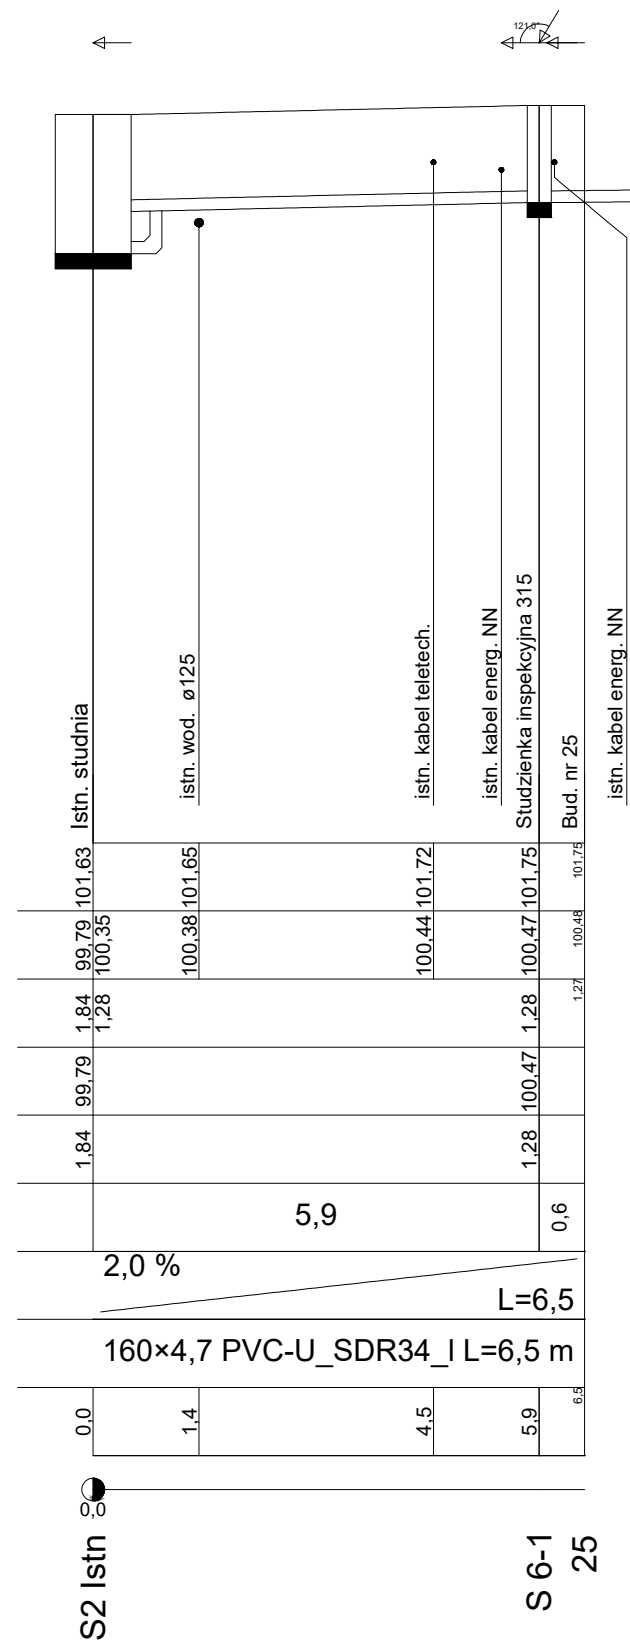 121,0°
Istn. studnia
istn. wod. ø125
istn. kabel teletech.
istn. kabel energ. NN
Studzienka inspekcyjna 315
Bud. nr 25
istn. kabel energ. NN
101,63
101,65
101,72
101,75
101,75
99,79
100,35
100,38
100,44
100,47
100,48
1,84
1,28
1,28
1,27
99,79
100,47
1,84
1,28
5,9
0,6
2,0 %
L=6,5
160×4,7 PVC-U_SDR34_I L=6,5 m
0,0
1,4
4,5
5,9
6,5
0,0
S2 Istn
S 6-1
25